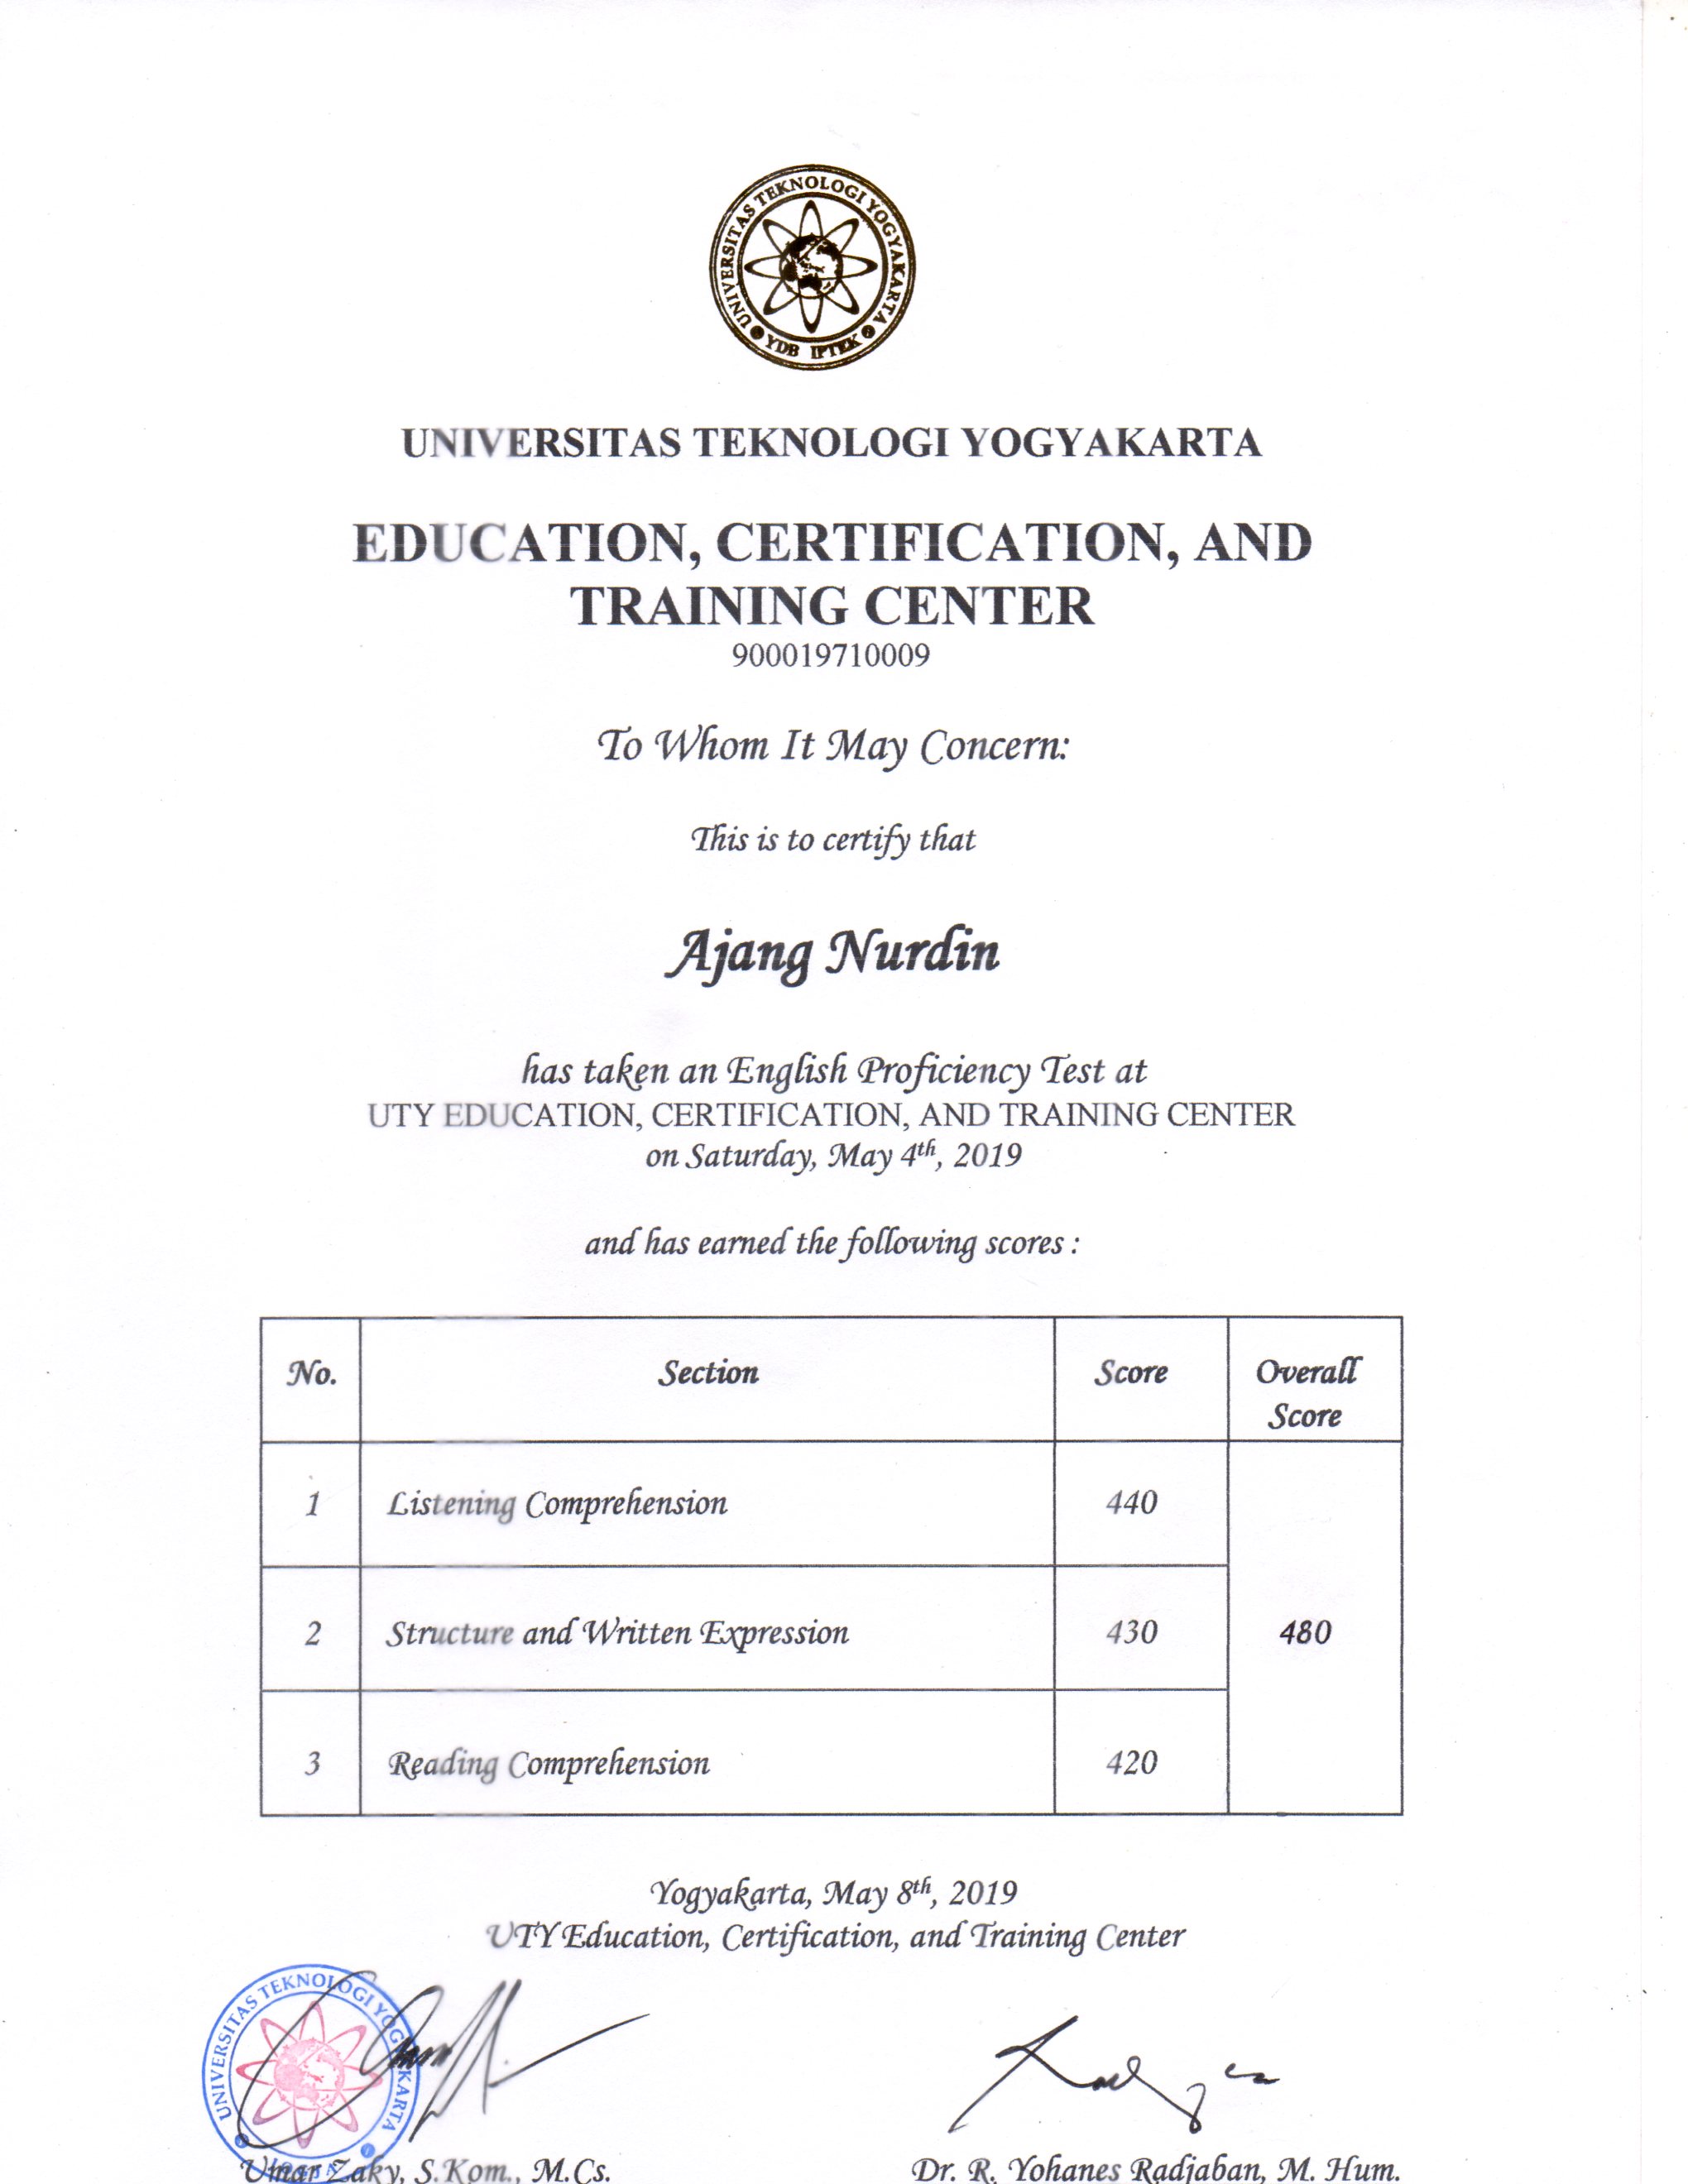 UNIVERSITAS TEKNOLOGI YOGYAKARTA
YDB IPTEK
UNIVERSITAS TEKNOLOGI YOGYAKARTA
EDUCATION, CERTIFICATION, AND
TRAINING CENTER
900019710009
To Whom It May Concern:
This is to certify that
Ajang Nurdin
has taken an English Proficiency Test at
UTY EDUCATION, CERTIFICATION, AND TRAINING CENTER
on Saturday, May 4th, 2019
and has earned the following scores :
No. Section Score Overall Score
1 Listening Comprehension 440
2 Structure and Written Expression 430 480
3 Reading Comprehension 420
Yogyakarta, May 8th, 2019
UTY Education, Certification, and Training Center
UNIVERSITAS TEKNOLOGI YOGYAKARTA
Umar Zaky, S.Kom., M.Cs. Dr. R. Yohanes Radjaban, M. Hum.